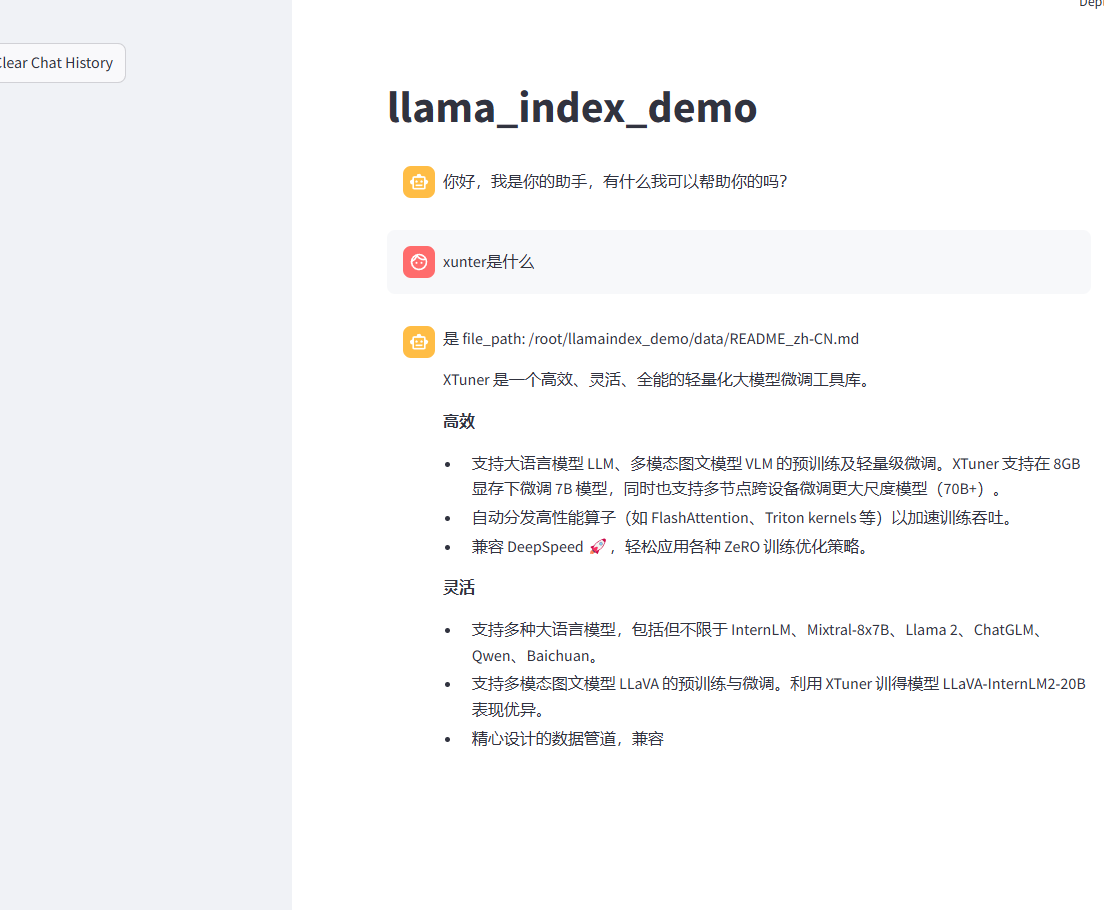 Dep
Clear Chat History
llama_index_demo
你好，我是你的助手，有什么我可以帮助你的吗？
xunter是什么
是 file_path: /root/llamaindex_demo/data/README_zh-CN.md
XTuner 是一个高效、灵活、全能的轻量化大模型微调工具库。
高效
• 支持大语言模型 LLM、多模态图文模型 VLM 的预训练及轻量级微调。XTuner 支持在 8GB
显存下微调 7B 模型，同时也支持多节点跨设备微调更大尺度模型（70B+）。
• 自动分发高性能算子（如 FlashAttention、Triton kernels 等）以加速训练吞吐。
• 兼容 DeepSpeed 🚀，轻松应用各种 ZeRO 训练优化策略。
灵活
• 支持多种大语言模型，包括但不限于 InternLM、Mixtral-8x7B、Llama 2、ChatGLM、
Qwen、Baichuan。
• 支持多模态图文模型 LLaVA 的预训练与微调。利用 XTuner 训得模型 LLaVA-InternLM2-20B
表现优异。
• 精心设计的数据管道，兼容